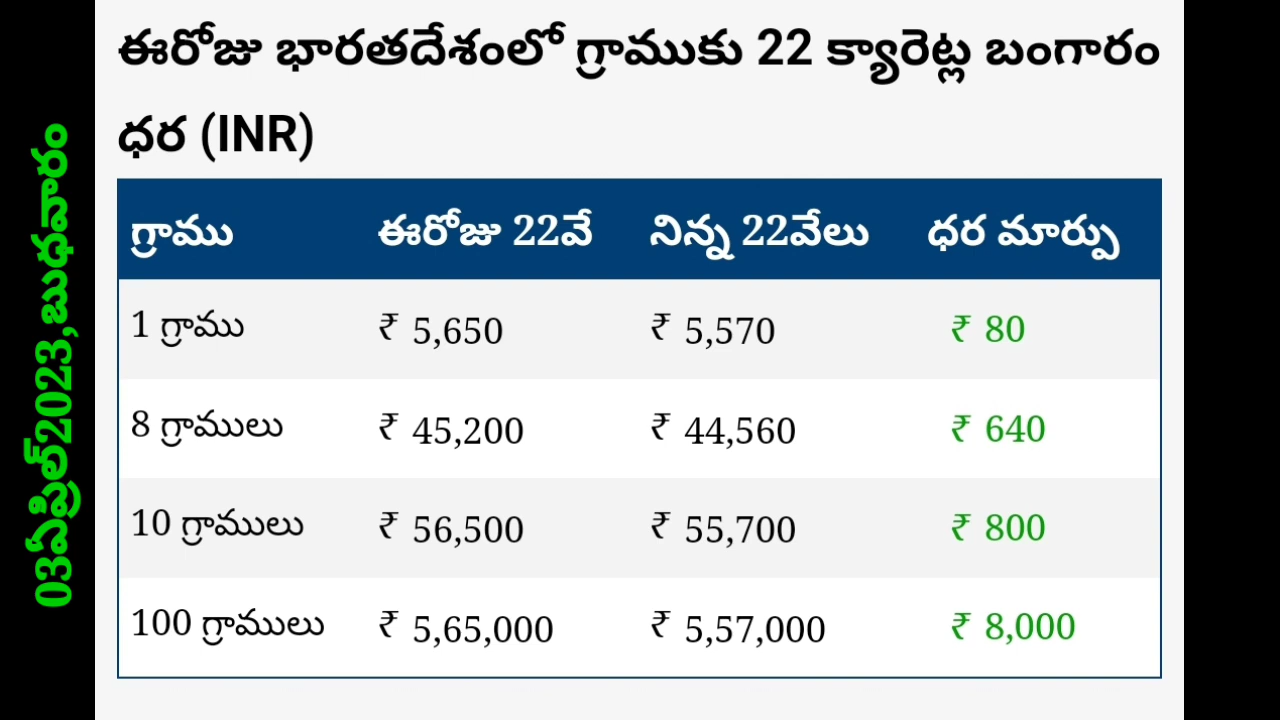 ఈరోజు భారతదేశంలో గ్రాముకు 22 క్యారెట్ల బంగారం
ధర (INR)
గ్రాము ఈరోజు 22వే నిన్న 22వేలు ధర మార్పు
1 గ్రాము ₹ 5,650 ₹ 5,570 ₹ 80
8 గ్రాములు ₹ 45,200 ₹ 44,560 ₹ 640
10 గ్రాములు ₹ 56,500 ₹ 55,700 ₹ 800
100 గ్రాములు ₹ 5,65,000 ₹ 5,57,000 ₹ 8,000
03ఏప్రిల్2023,బుధవారం